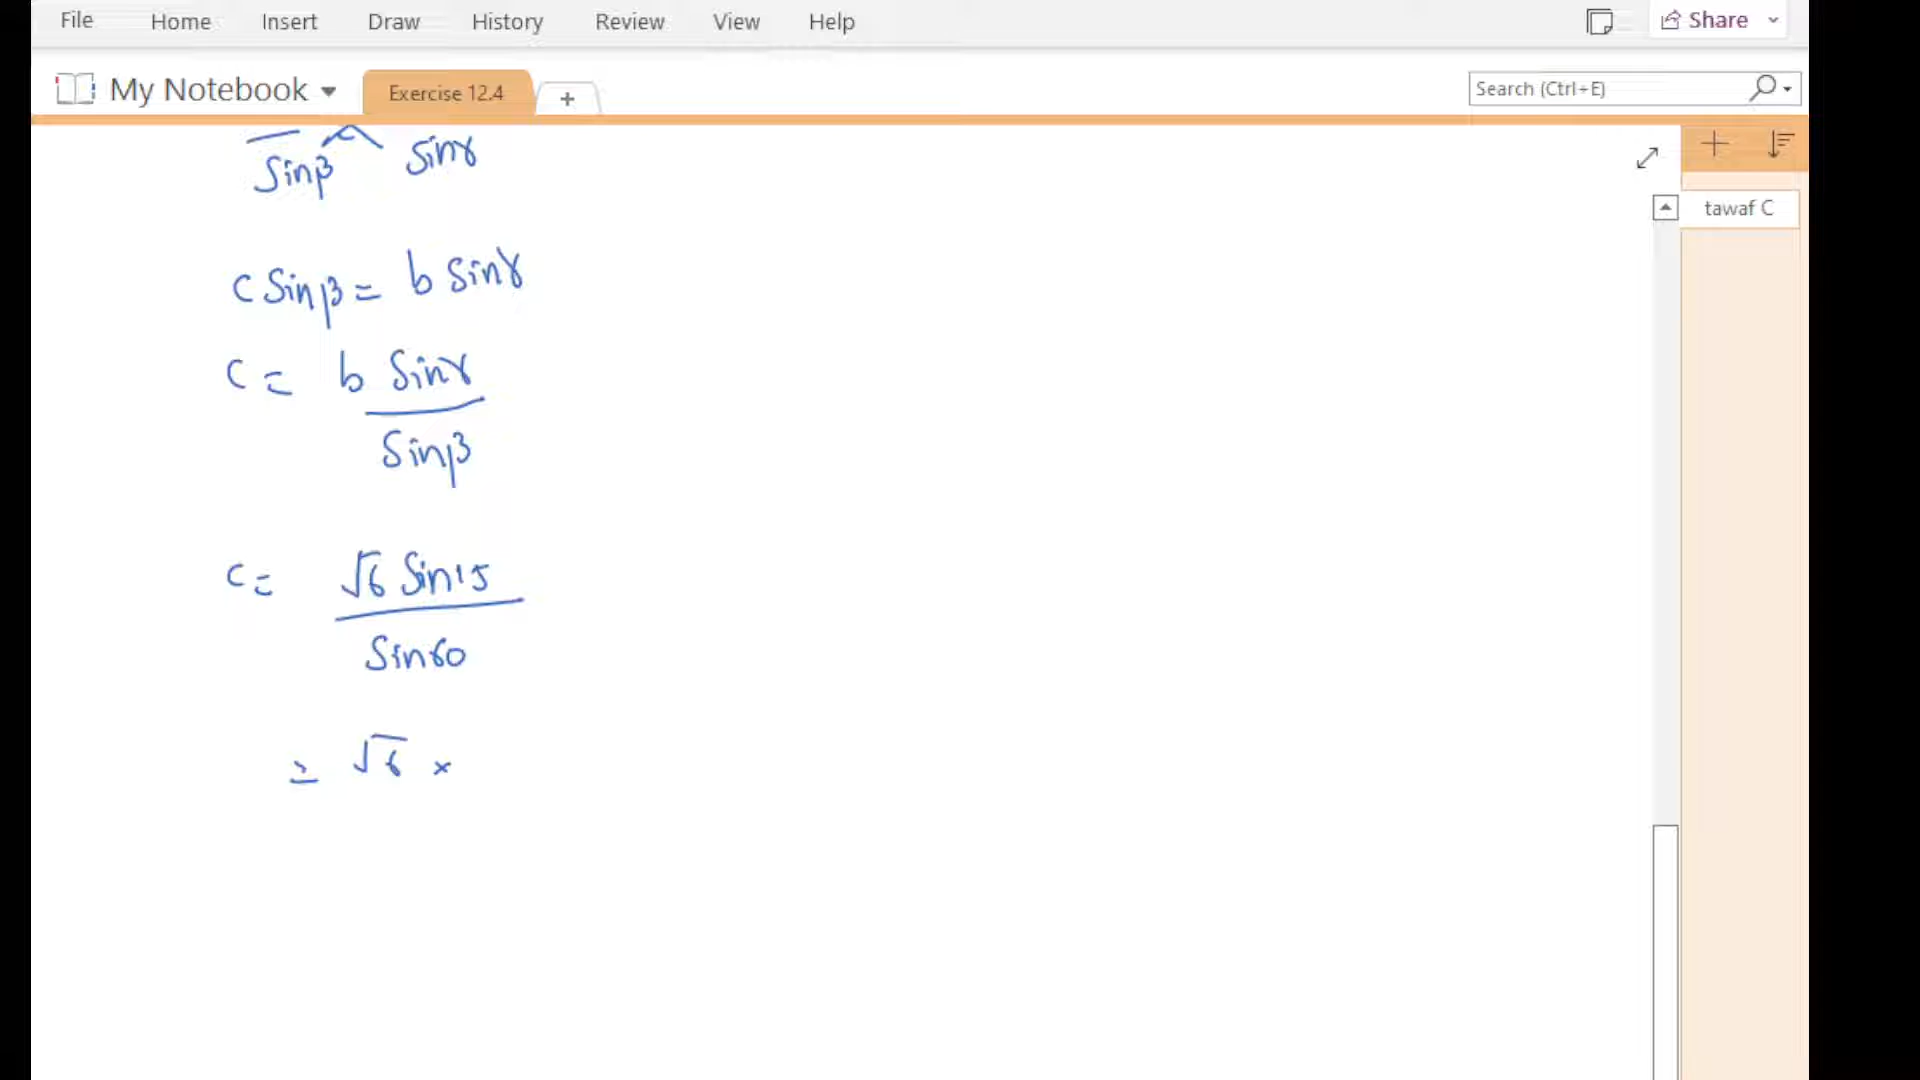 File Home Insert Draw History Review View Help Share
My Notebook Exercise 12.4 + Search (Ctrl+E)
tawaf C
Sinβ Sinγ
c Sinβ = b Sinγ
c = b Sinγ
Sinβ
c = √6 Sin15
Sin60
= √6 ×